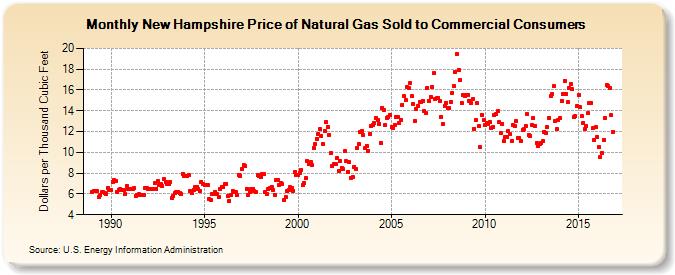 Monthly New Hampshire Price of Natural Gas Sold to Commercial Consumers
Dollars per Thousand Cubic Feet
20
18
16
14
12
10
8
6
4
1990 1995 2000 2005 2010 2015
Source: U.S. Energy Information Administration